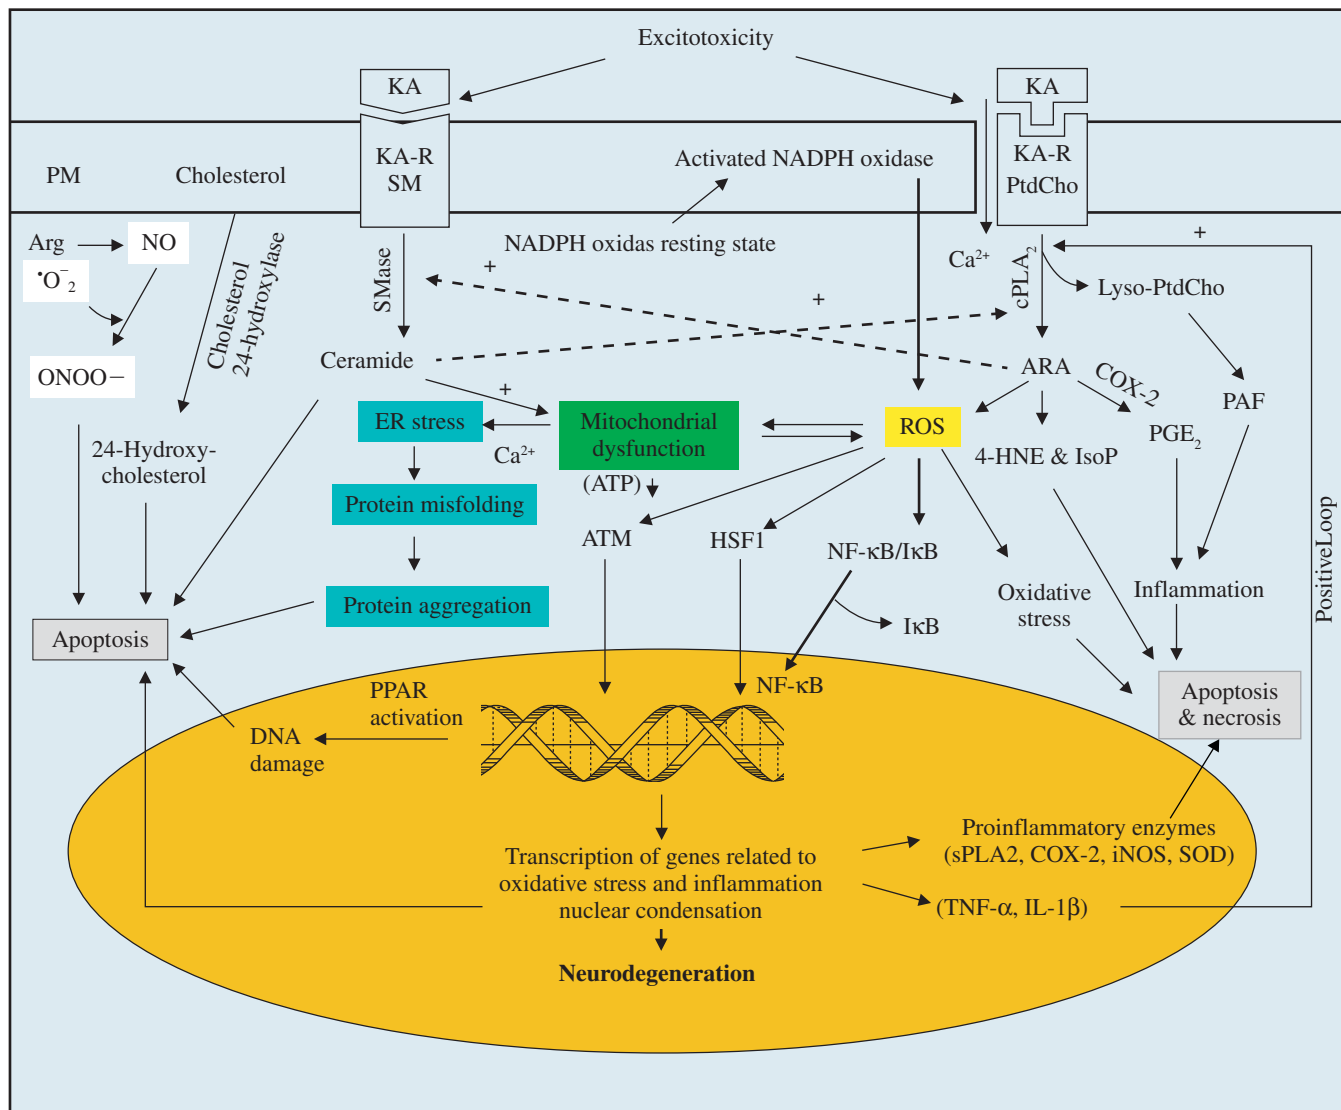 Excitotoxicity
KA
KA
KA-R
SM
KA-R
PtdCho
PM
Cholesterol
Activated NADPH oxidase
NADPH oxidas resting state
Arg
NO
•O⁻₂
ONOO−
Cholesterol
24-hydroxylase
SMase
+
+
+
Ca²⁺
cPLA₂
Lyso-PtdCho
Ceramide
+
ARA
COX-2
PAF
ER stress
Ca²⁺
Mitochondrial
dysfunction
(ATP)
ROS
4-HNE & IsoP
PGE₂
24-Hydroxy-
cholesterol
Protein misfolding
ATM
HSF1
NF-κB/IκB
Protein aggregation
IκB
Oxidative
stress
Inflammation
PositiveLoop
Apoptosis
NF-κB
Apoptosis
& necrosis
PPAR
activation
DNA
damage
Transcription of genes related to
oxidative stress and inflammation
nuclear condensation
Proinflammatory enzymes
(sPLA2, COX-2, iNOS, SOD)
(TNF-α, IL-1β)
Neurodegeneration